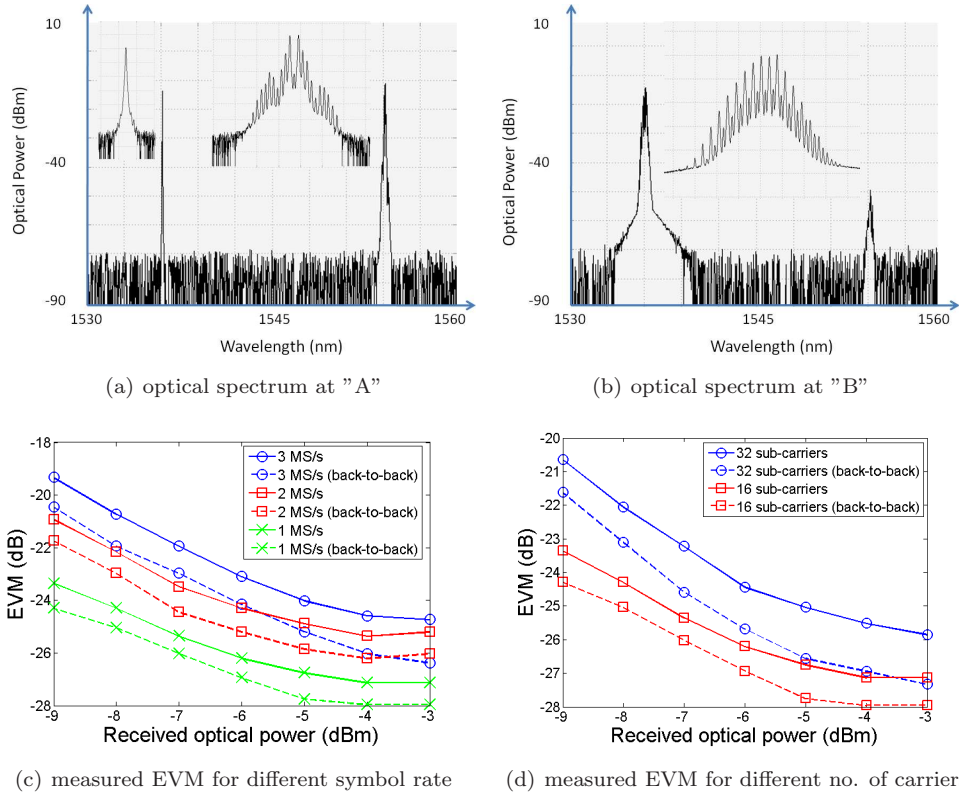 10
Optical Power (dBm)
-40
-90
1530
1545
1560
Wavelength (nm)
(a) optical spectrum at ”A”
10
Optical Power (dBm)
-40
-90
1530
1545
1560
Wavelength (nm)
(b) optical spectrum at ”B”
-18
-20
-22
-24
-26
-28
EVM (dB)
3 MS/s
3 MS/s (back-to-back)
2 MS/s
2 MS/s (back-to-back)
1 MS/s
1 MS/s (back-to-back)
-9 -8 -7 -6 -5 -4 -3
Received optical power (dBm)
(c) measured EVM for different symbol rate
-20
-21
-22
-23
-24
-25
-26
-27
-28
EVM (dB)
32 sub-carriers
32 sub-carriers (back-to-back)
16 sub-carriers
16 sub-carriers (back-to-back)
-9 -8 -7 -6 -5 -4 -3
Received optical power (dBm)
(d) measured EVM for different no. of carrier